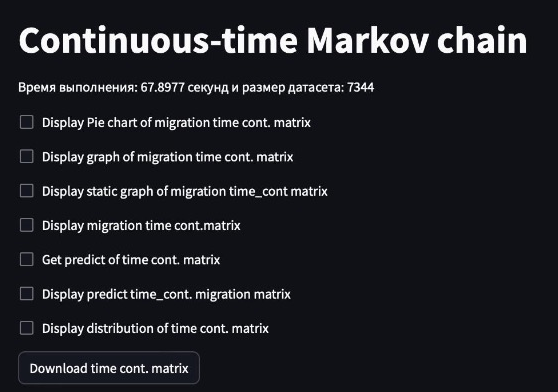 Continuous-time Markov chain
Время выполнения: 67.8977 секунд и размер датасета: 7344
Display Pie chart of migration time cont. matrix
Display graph of migration time cont. matrix
Display static graph of migration time_cont matrix
Display migration time cont.matrix
Get predict of time cont. matrix
Display predict time_cont. migration matrix
Display distribution of time cont. matrix
Download time cont. matrix